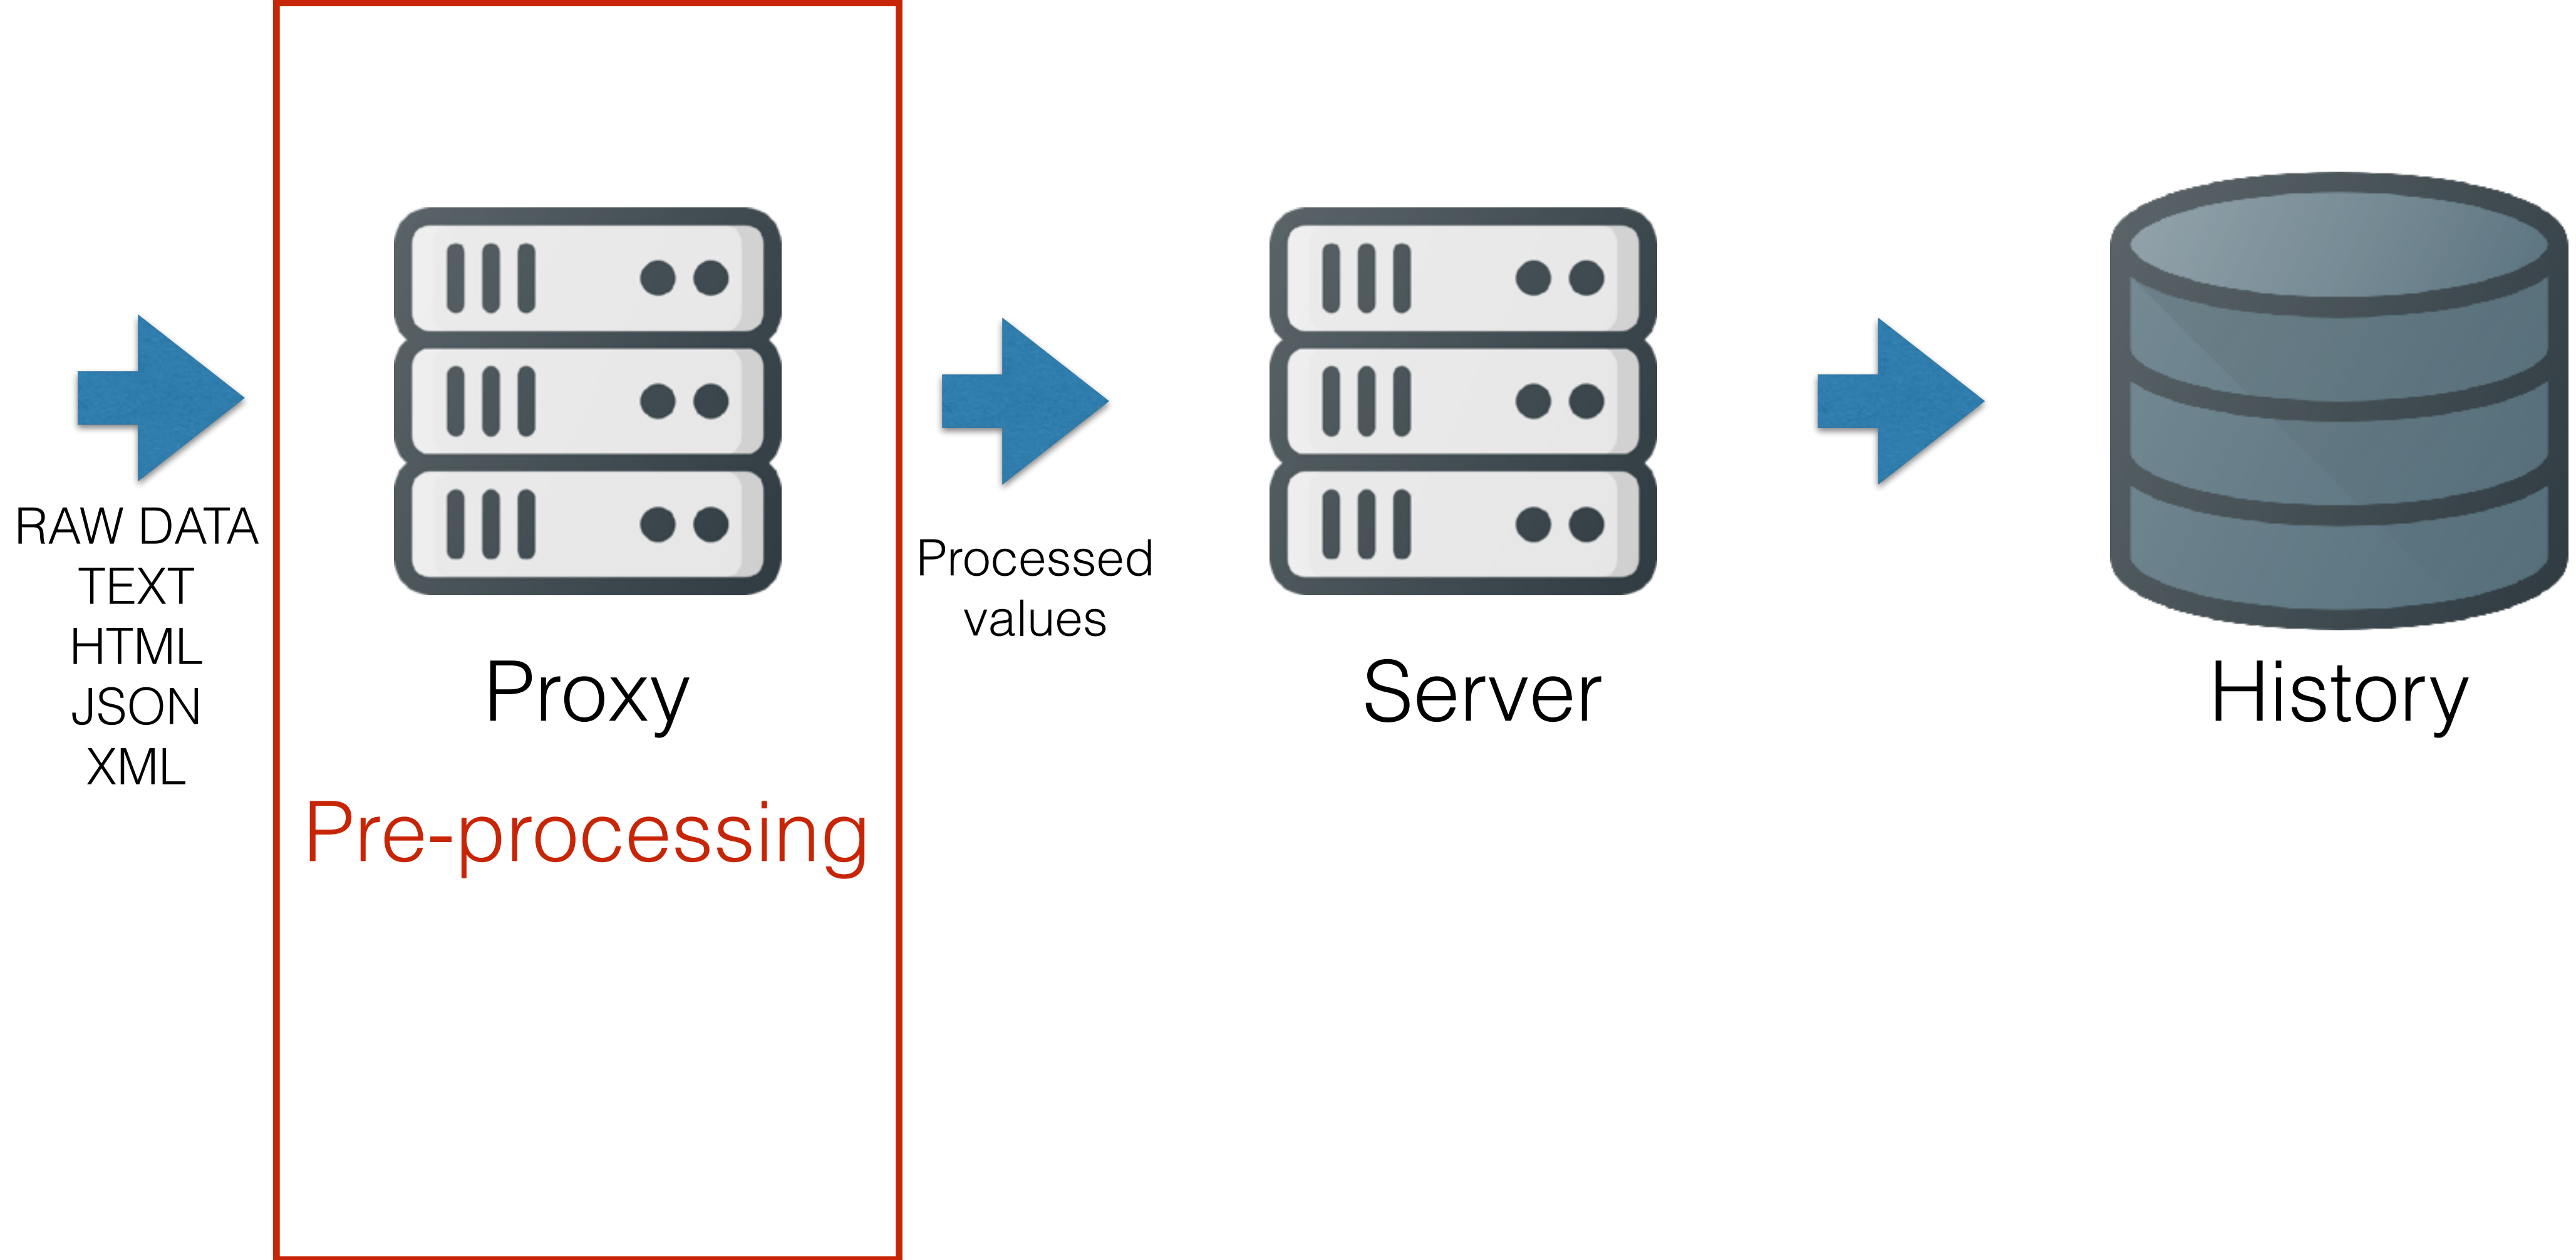 RAW DATA
TEXT
HTML
JSON
XML
Proxy
Pre-processing
Processed
values
Server
History